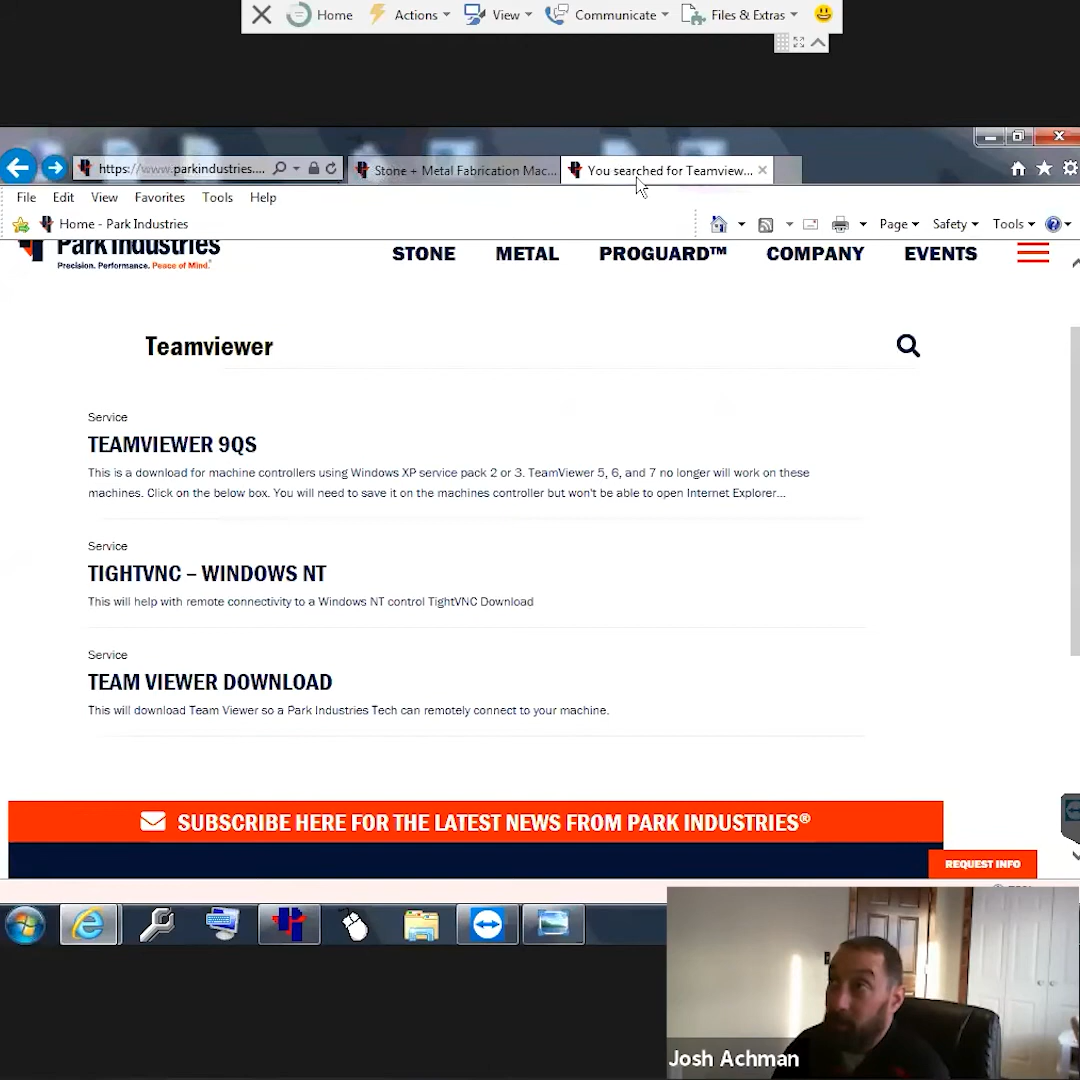 Home Actions View Communicate Files & Extras
https://www.parkindustries.... Stone + Metal Fabrication Mac... You searched for Teamview...
File Edit View Favorites Tools Help
Home - Park Industries Page Safety Tools
Park Industries
Precision. Performance. Peace of Mind.®
STONE METAL PROGUARD™ COMPANY EVENTS
Teamviewer
Service
TEAMVIEWER 9QS
This is a download for machine controllers using Windows XP service pack 2 or 3. TeamViewer 5, 6, and 7 no longer will work on these
machines. Click on the below box. You will need to save it on the machines controller but won't be able to open Internet Explorer...
Service
TIGHTVNC – WINDOWS NT
This will help with remote connectivity to a Windows NT control TightVNC Download
Service
TEAM VIEWER DOWNLOAD
This will download Team Viewer so a Park Industries Tech can remotely connect to your machine.
SUBSCRIBE HERE FOR THE LATEST NEWS FROM PARK INDUSTRIES®
REQUEST INFO
Josh Achman